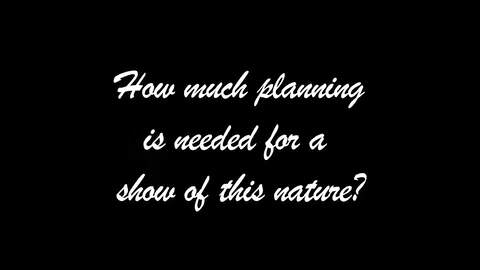 How much planning
is needed for a
show of this nature?